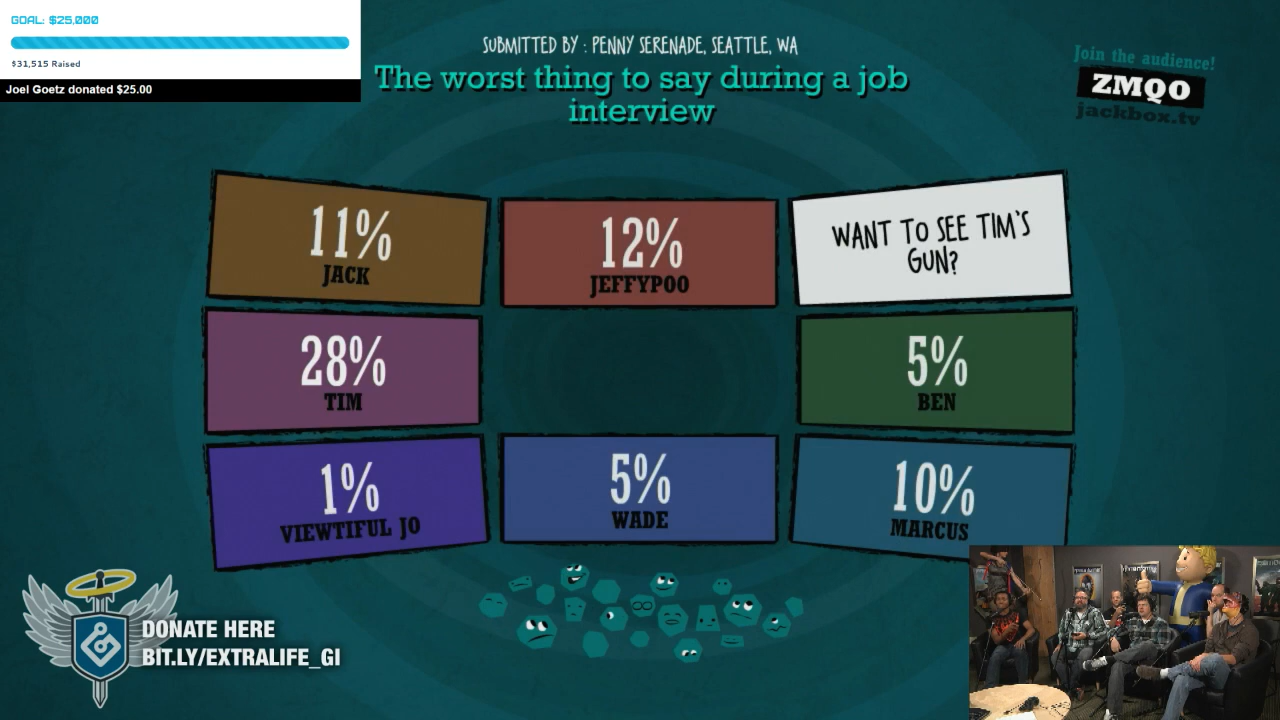 GOAL: $25,000
$31,515 Raised
Joel Goetz donated $25.00
SUBMITTED BY : PENNY SERENADE, SEATTLE, WA
The worst thing to say during a job
interview
Join the audience!
ZMQO
jackbox.tv
11%
JACK
12%
JEFFYPOO
WANT TO SEE TIM'S
GUN?
28%
TIM
5%
BEN
1%
VIEWTIFUL JO
5%
WADE
10%
MARCUS
DONATE HERE
BIT.LY/EXTRALIFE_GI